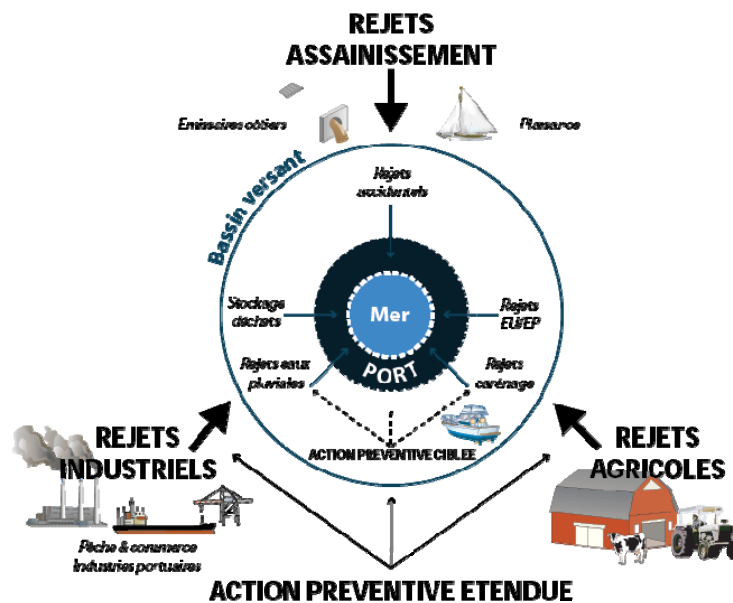 REJETS
ASSAINISSEMENT
Emissaires côtiers
Plaisance
Bassin versant
Rejets
accidentels
Stockage
déchets
Mer
Rejets
EU/EP
Rejets eaux
pluviales
PORT
Rejets
carénage
REJETS
INDUSTRIELS
ACTION PREVENTIVE CIBLEE
REJETS
AGRICOLES
Pêche & commerce
Industries portuaires
ACTION PREVENTIVE ETENDUE